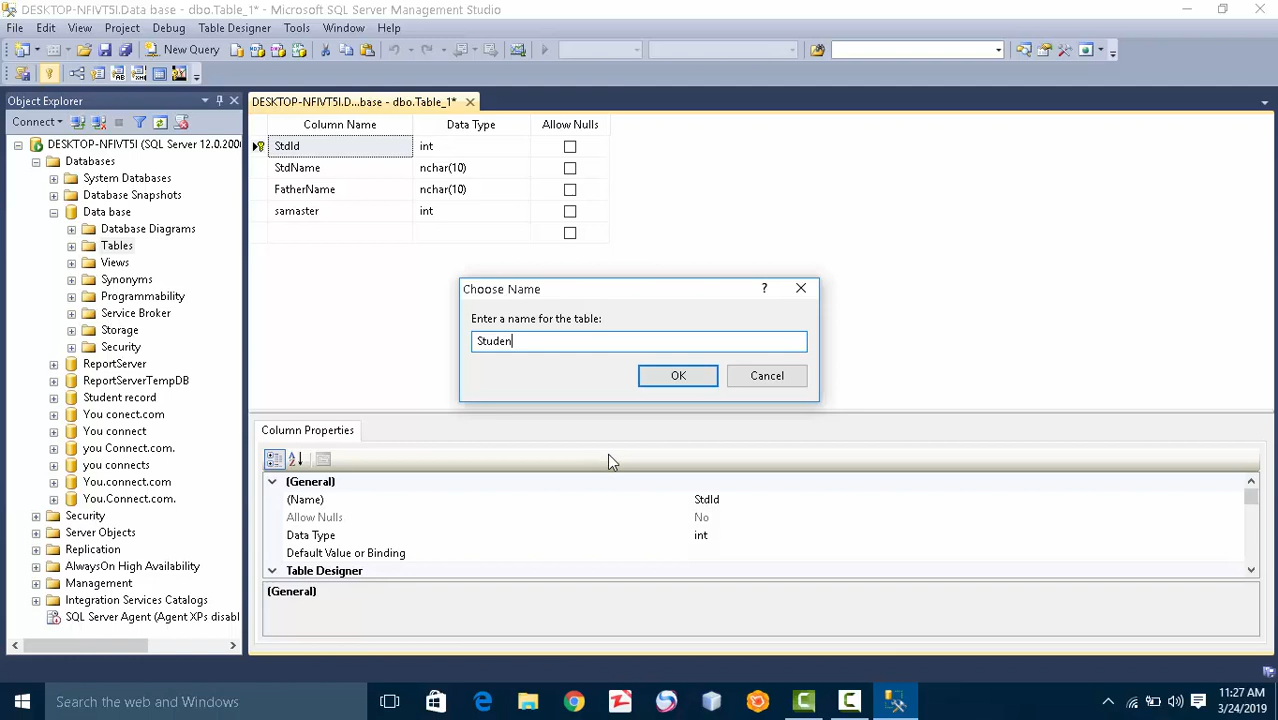 DESKTOP-NFIVT5I.Data base - dbo.Table_1* - Microsoft SQL Server Management Studio
File Edit View Project Debug Table Designer Tools Window Help
New Query
Object Explorer
DESKTOP-NFIVT5I.D...base - dbo.Table_1*
Connect
Column Name Data Type Allow Nulls
DESKTOP-NFIVT5I (SQL Server 12.0.200
StdId int
Databases
StdName nchar(10)
System Databases
FatherName nchar(10)
Database Snapshots
samaster int
Data base
Database Diagrams
Tables
Views
Synonyms
Programmability
Service Broker
Storage
Security
ReportServer
ReportServerTempDB
Student record
You conect.com
You connect
you Connect.com.
you connects
You.connect.com
You.Connect.com.
Security
Server Objects
Replication
AlwaysOn High Availability
Management
Integration Services Catalogs
SQL Server Agent (Agent XPs disabl
Choose Name
?
Enter a name for the table:
Studen
OK Cancel
Column Properties
(General)
(Name) StdId
Allow Nulls No
Data Type int
Default Value or Binding
Table Designer
(General)
Search the web and Windows
11:27 AM
3/24/2019